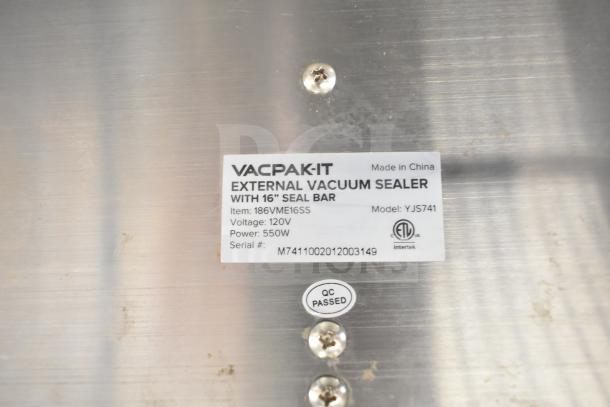 VACPAK-IT Made in China
EXTERNAL VACUUM SEALER
WITH 16" SEAL BAR
Item: 186VME16SS Model: YJS741
Voltage: 120V
Power: 550W
Serial #: M7411002012003149
ETL
Intertek
QC
PASSED